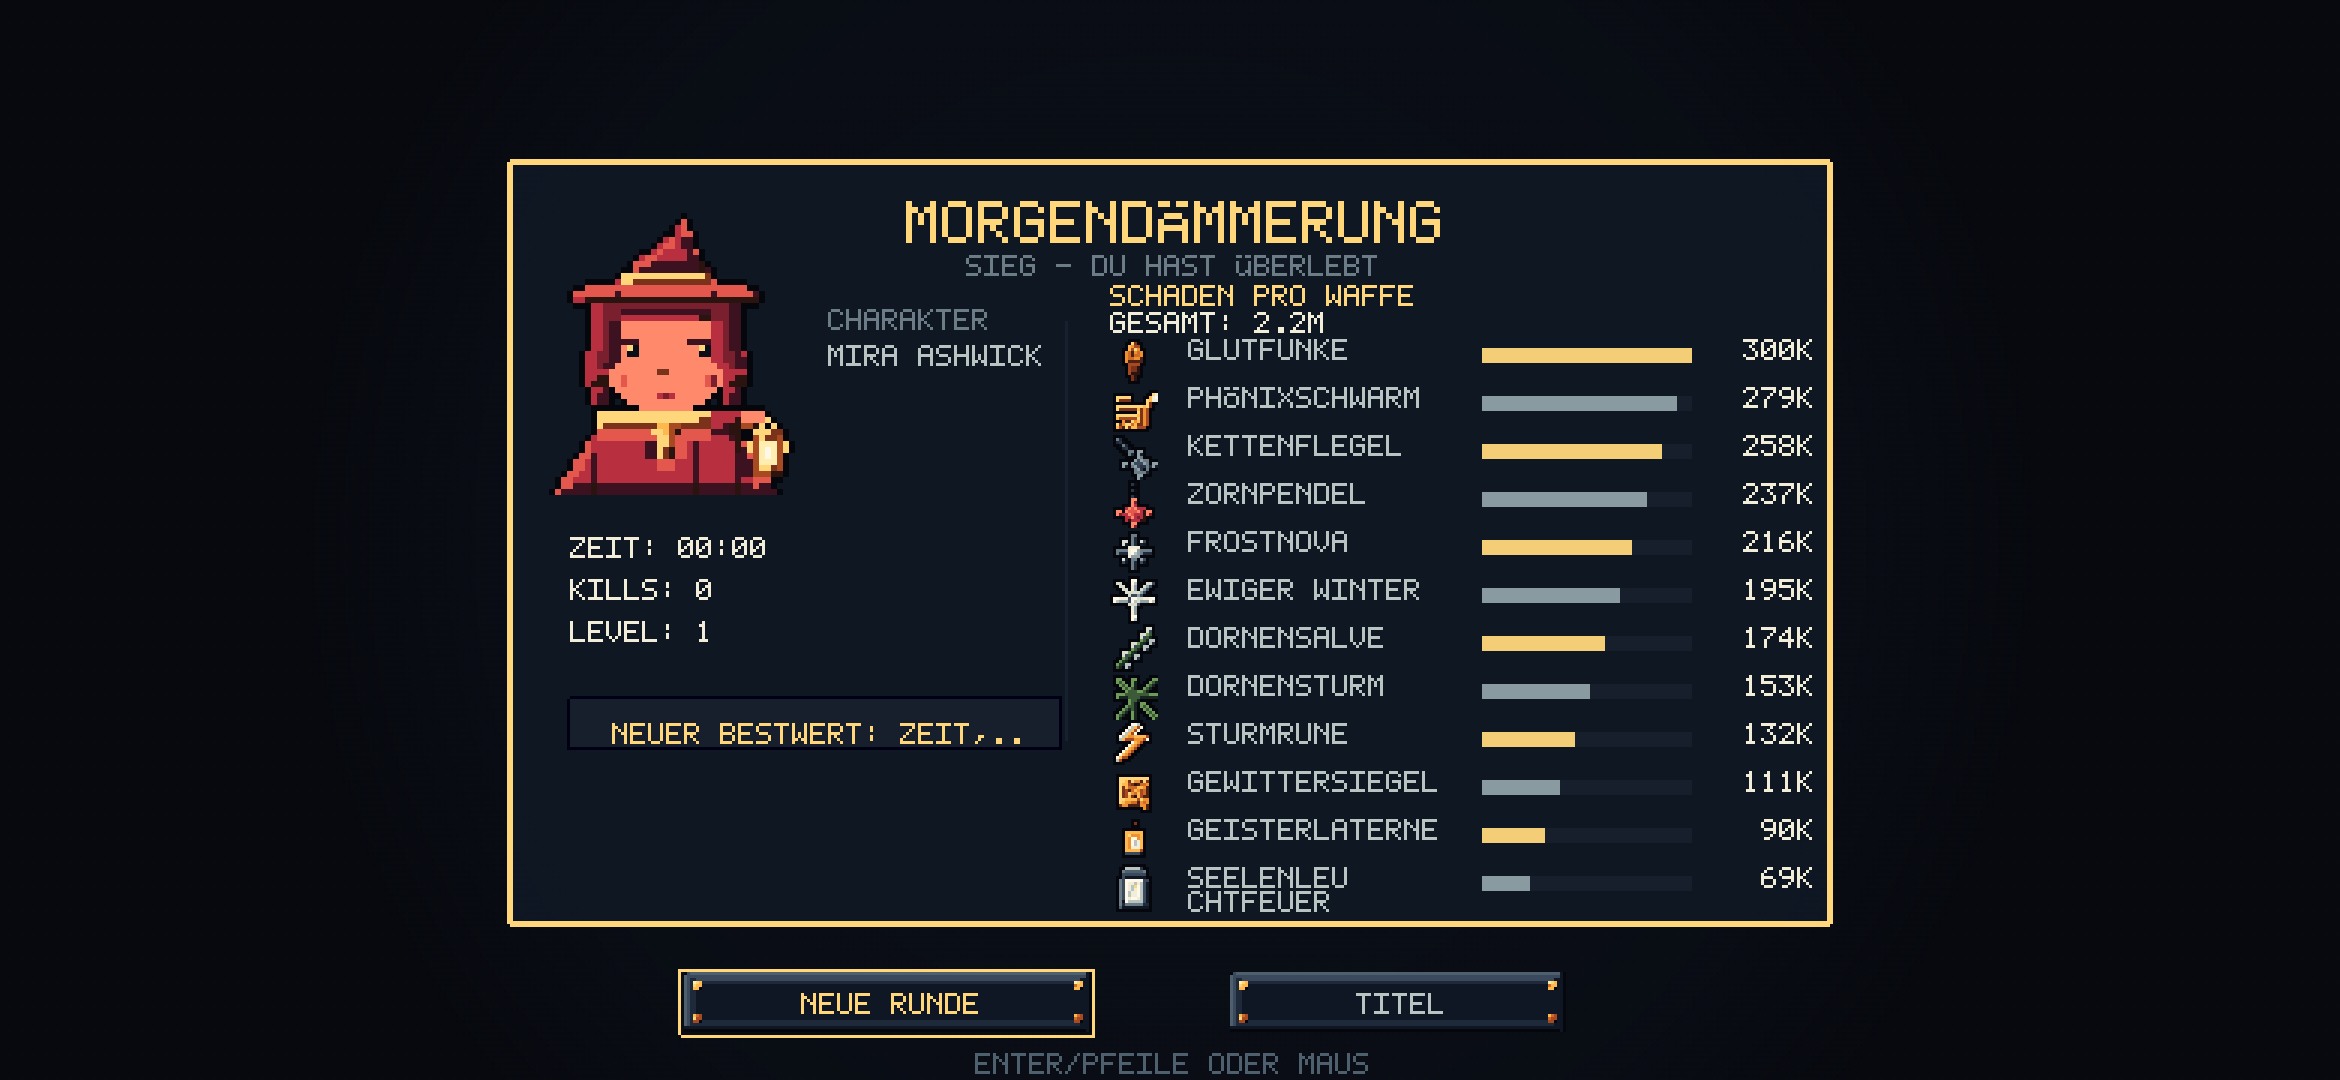 MORGENDäMMERUNG
SIEG - DU HAST üBERLEBT
CHARAKTER
MIRA ASHWICK
ZEIT: 00:00
KILLS: 0
LEVEL: 1
NEUER BESTWERT: ZEIT,..
SCHADEN PRO WAFFE
GESAMT: 2.2M
GLUTFUNKE 300K
PHöNIXSCHWARM 279K
KETTENFLEGEL 258K
ZORNPENDEL 237K
FROSTNOVA 216K
EWIGER WINTER 195K
DORNENSALVE 174K
DORNENSTURM 153K
STURMRUNE 132K
GEWITTERSIEGEL 111K
GEISTERLATERNE 90K
SEELENLEU 69K
CHTFEUER
NEUE RUNDE
TITEL
ENTER/PFEILE ODER MAUS